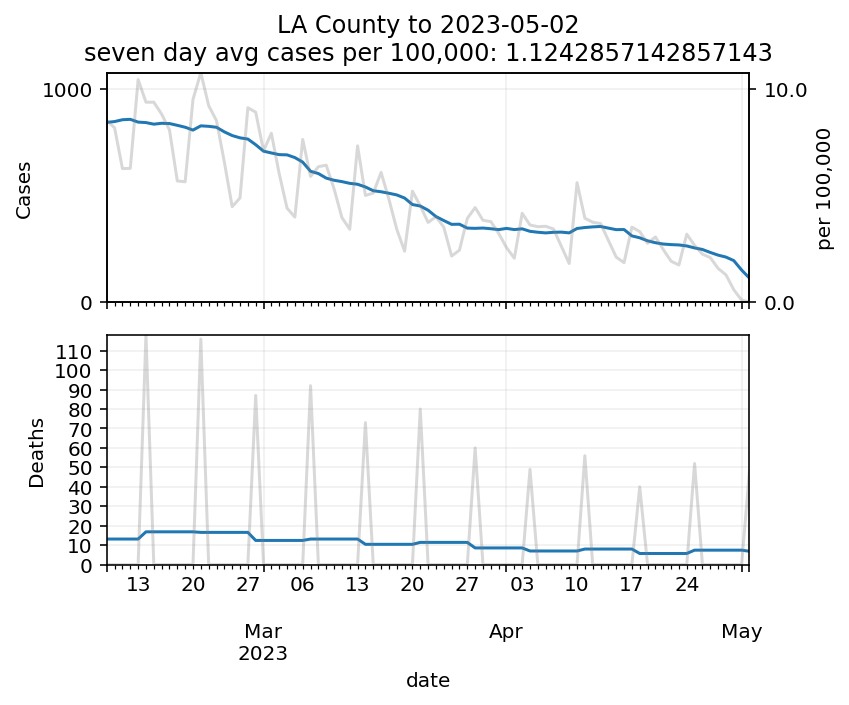 LA County to 2023-05-02
seven day avg cases per 100,000: 1.1242857142857143
1000
0
Cases
10.0
0.0
per 100,000
110
100
90
80
70
60
50
40
30
20
10
0
Deaths
13 20 27 06 13 20 27 03 10 17 24
Mar Apr May
2023
date